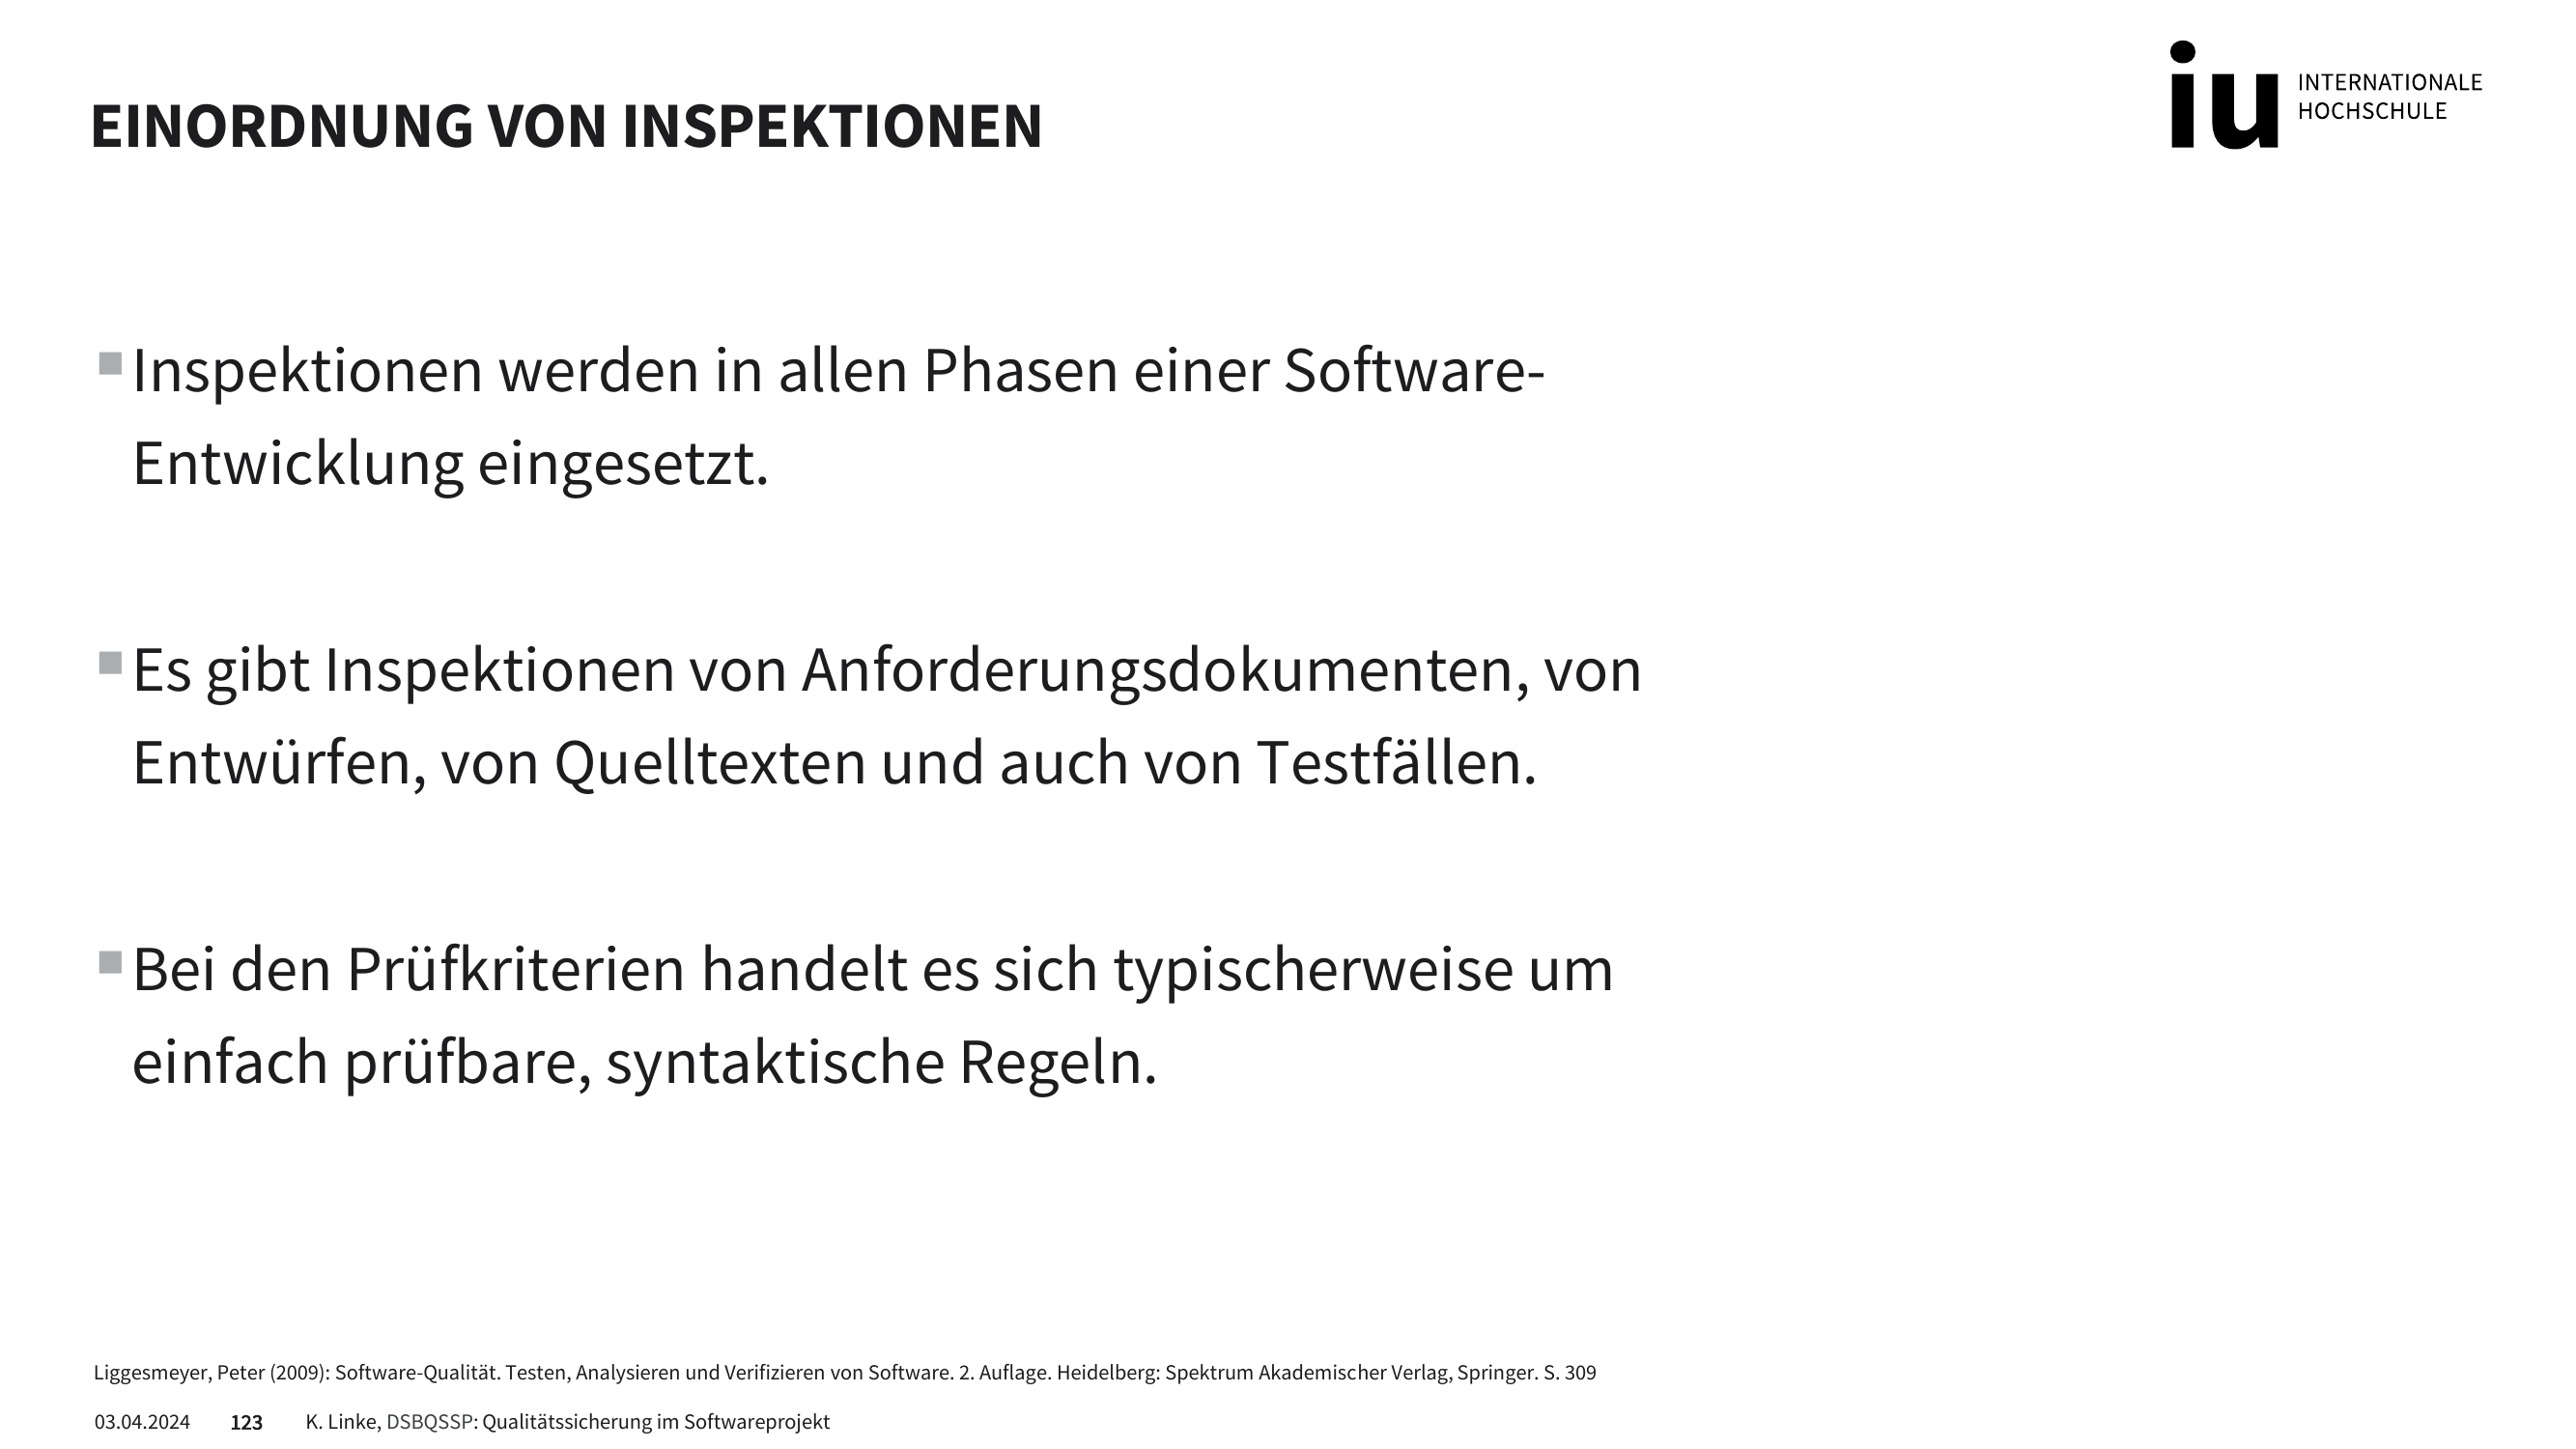 EINORDNUNG VON INSPEKTIONEN
iu INTERNATIONALE
HOCHSCHULE
Inspektionen werden in allen Phasen einer Software-
Entwicklung eingesetzt.
Es gibt Inspektionen von Anforderungsdokumenten, von
Entwürfen, von Quelltexten und auch von Testfällen.
Bei den Prüfkriterien handelt es sich typischerweise um
einfach prüfbare, syntaktische Regeln.
Liggesmeyer, Peter (2009): Software-Qualität. Testen, Analysieren und Verifizieren von Software. 2. Auflage. Heidelberg: Spektrum Akademischer Verlag, Springer. S. 309
03.04.2024 123 K. Linke, DSBQSSP: Qualitätssicherung im Softwareprojekt